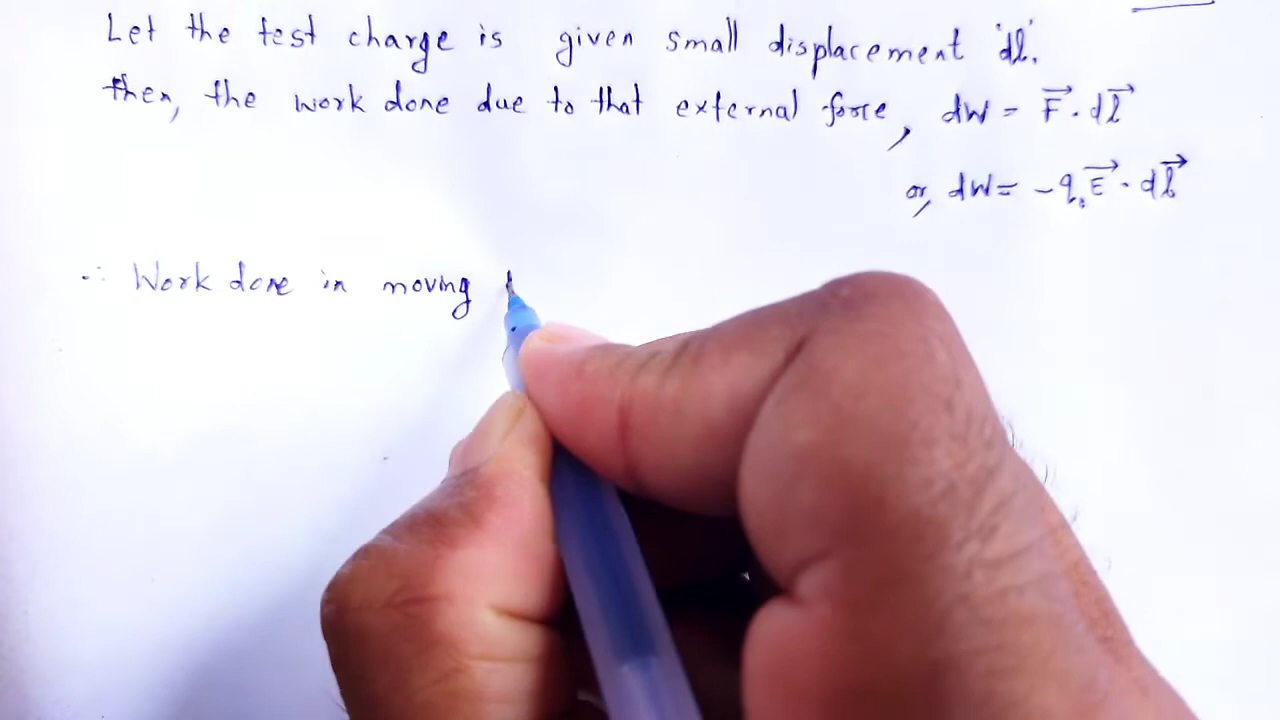 Let the test charge is given small displacement 'dl'.
then, the work done due to that external force, dW = F⃗ · dl⃗
or, dW = -q₀E⃗ · dl⃗
∴ Work done in moving